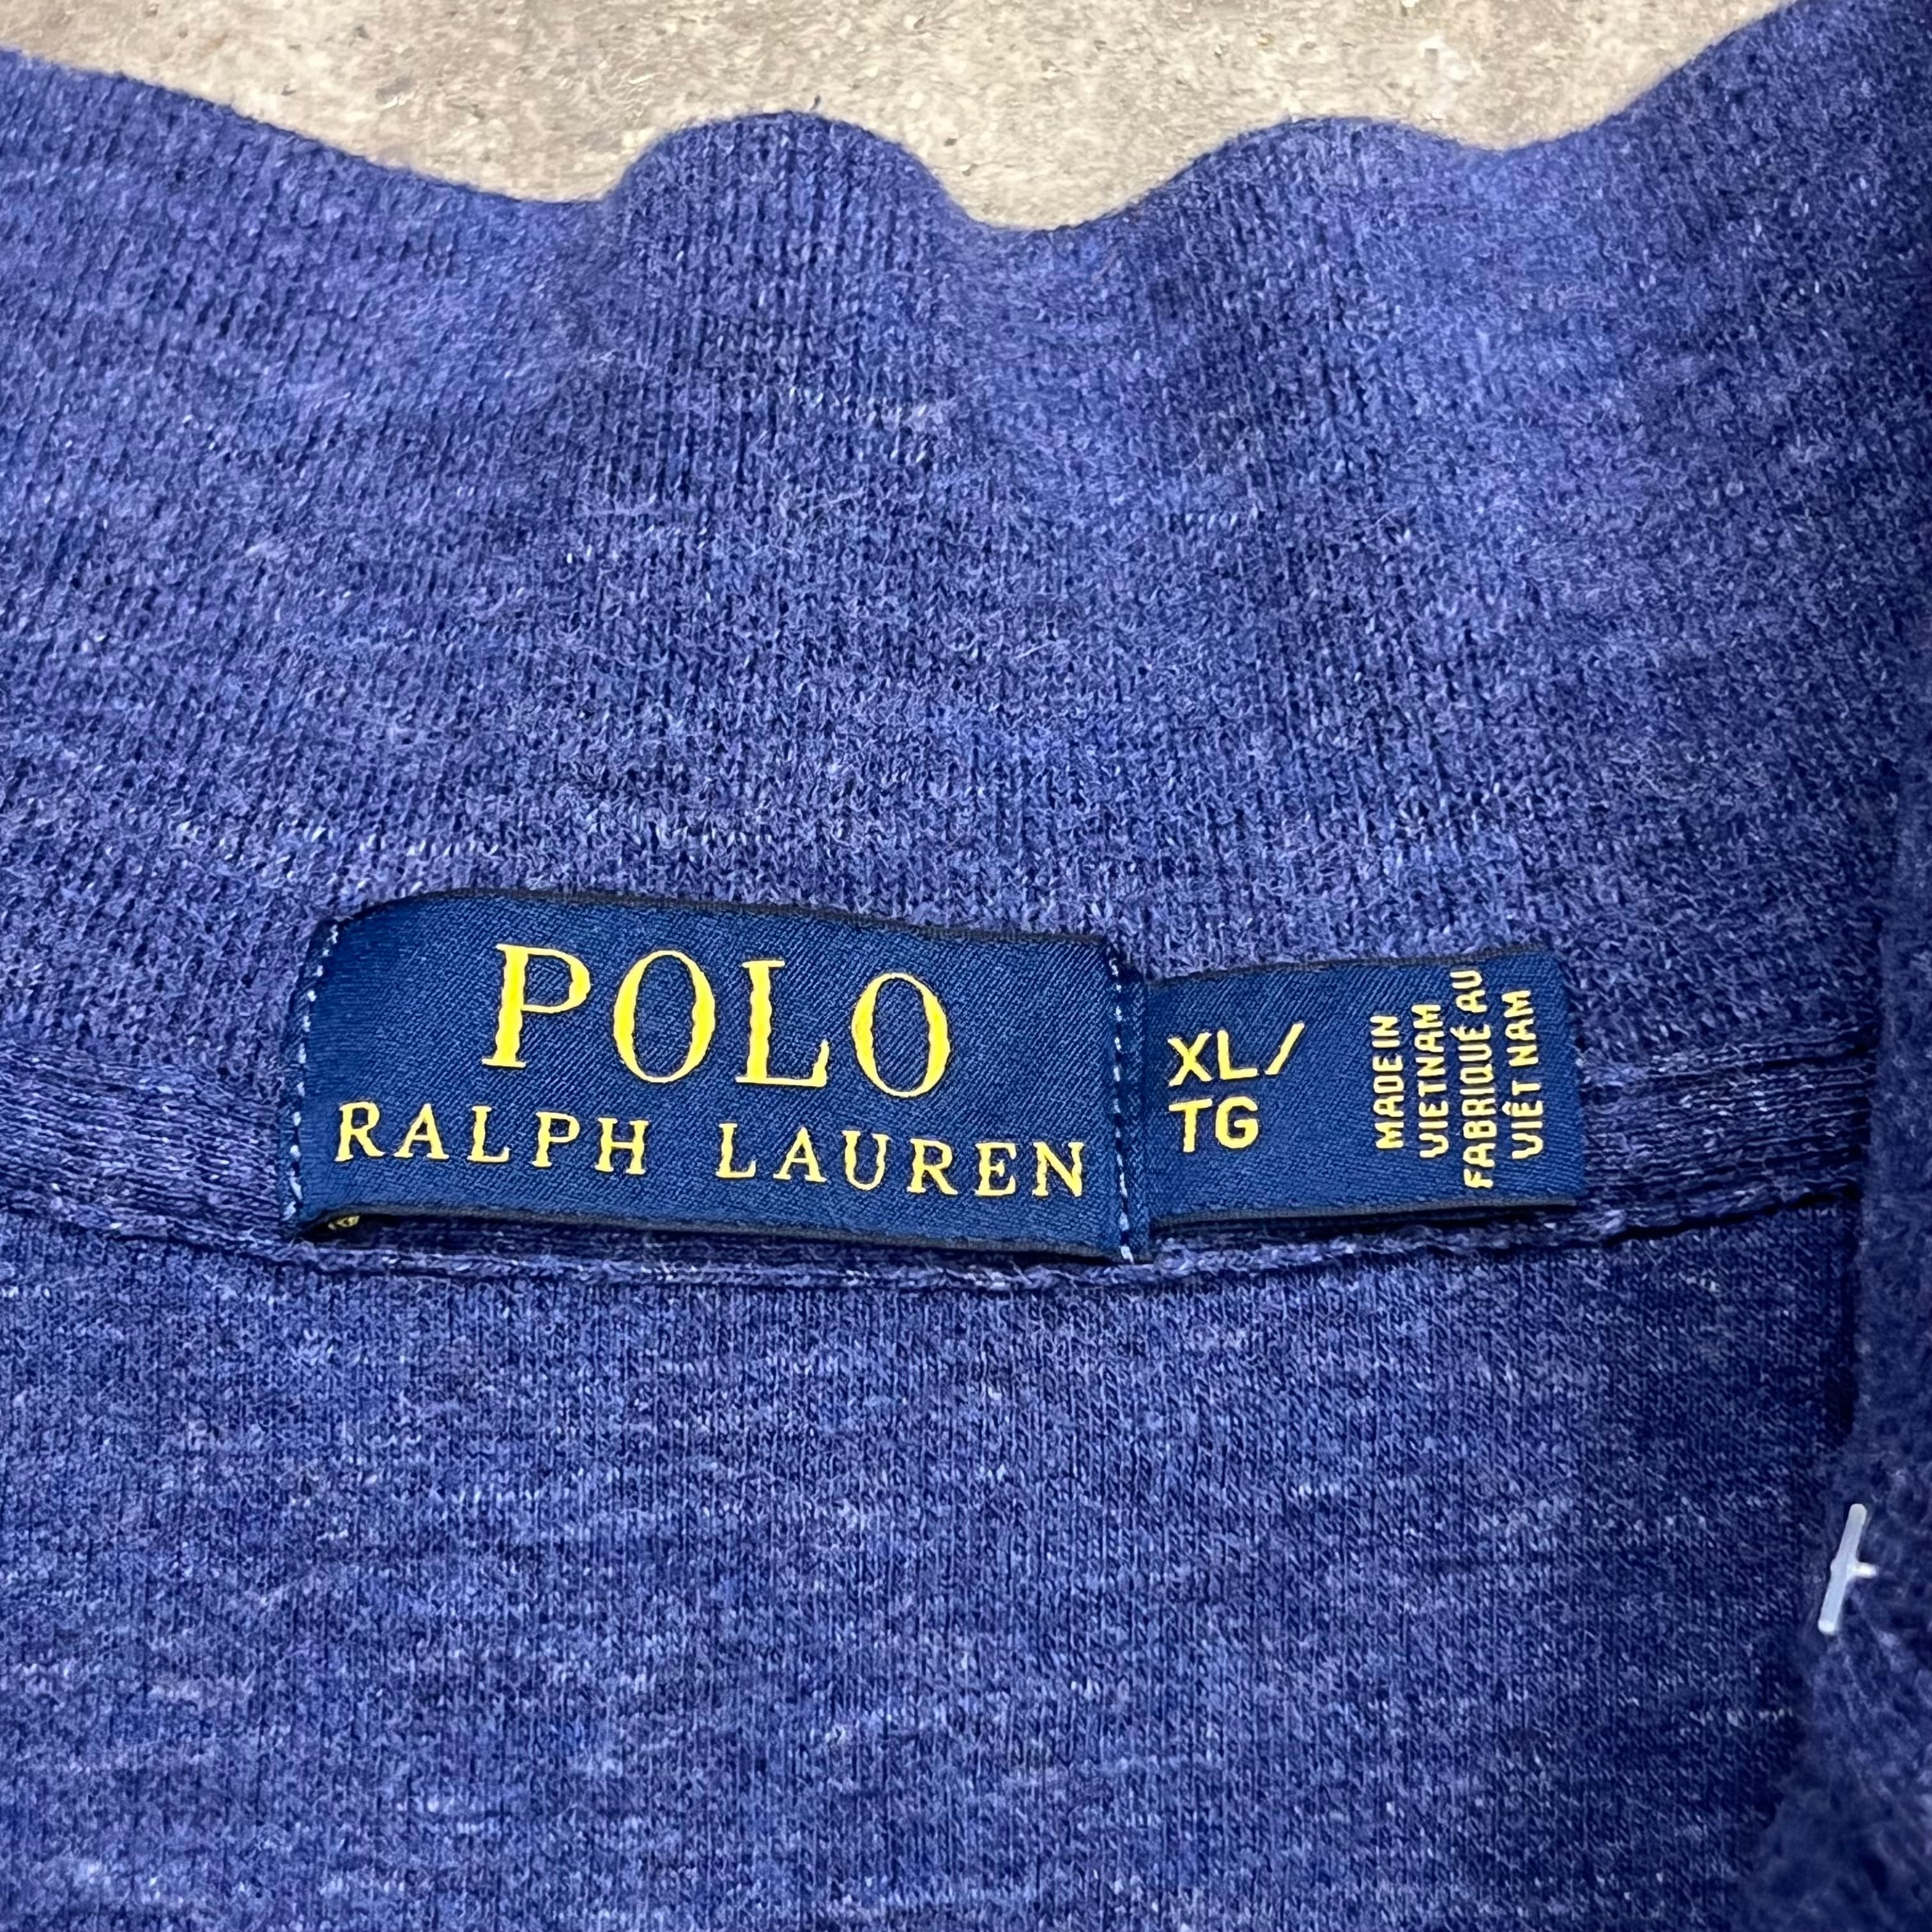 POLO
RALPH LAUREN
XL/
TG
MADE IN
VIETNAM
FABRIQUÉ AU
VIÊT NAM